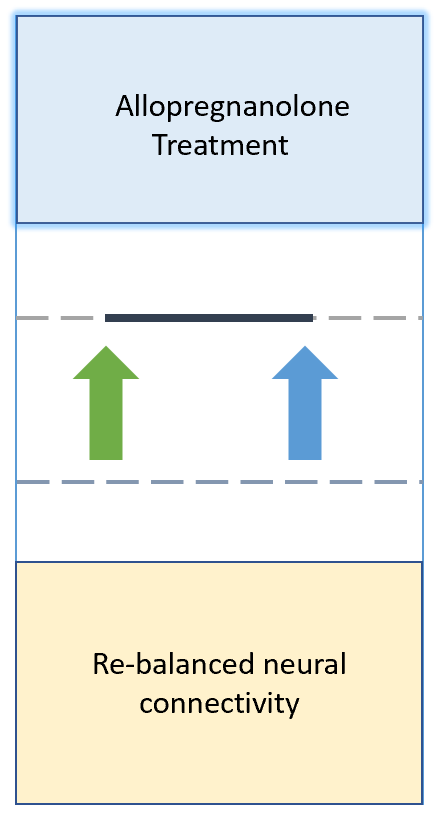 Allopregnanolone
Treatment
Re-balanced neural
connectivity